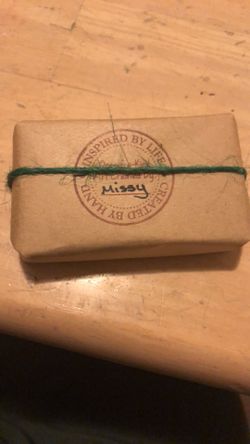 INSPIRED BY LIFE
Missy
CREATED BY HAND